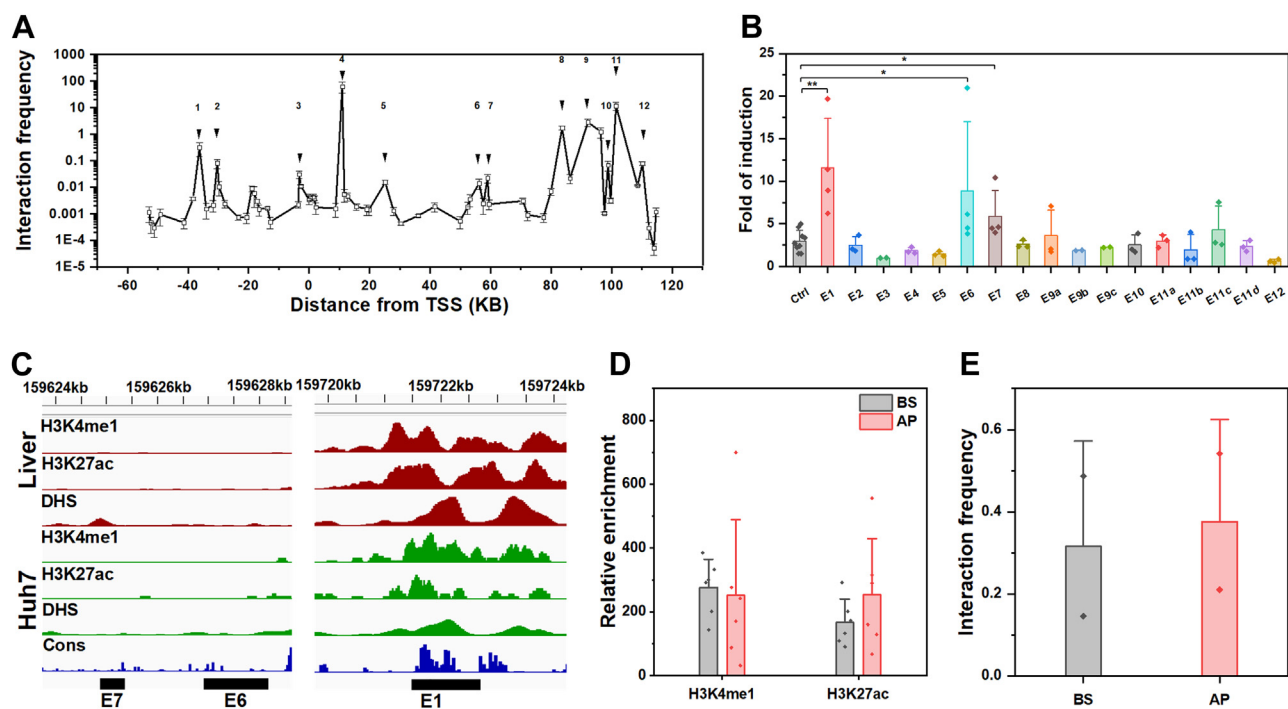 A
Interaction frequency
1000
100
10
1
0.1
0.01
0.001
1E-4
1E-5
1
2
3
4
5
6
7
8
9
10
11
12
-60
-40
-20
0
20
40
60
80
100
120
Distance from TSS (KB)
B
Fold of induction
25
20
15
10
5
0
**
*
*
Ctrl
E1
E2
E3
E4
E5
E6
E7
E8
E9a
E9b
E9c
E10
E11a
E11b
E11c
E11d
E12
C
159624kb
159626kb
159628kb
159720kb
159722kb
159724kb
Liver
H3K4me1
H3K27ac
DHS
Huh7
H3K4me1
H3K27ac
DHS
Cons
E7
E6
E1
D
Relative enrichment
800
600
400
200
0
BS
AP
H3K4me1
H3K27ac
E
Interaction frequency
0.6
0.4
0.2
0.0
BS
AP